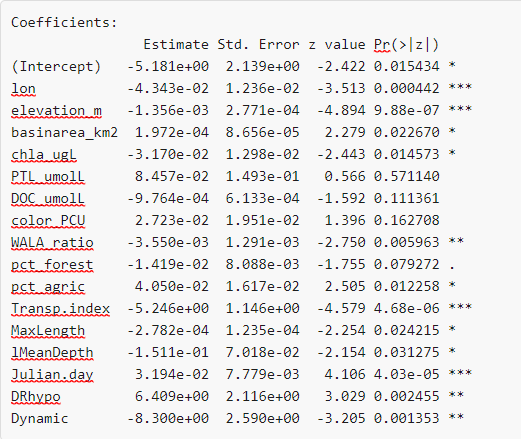 Coefficients:
Estimate Std. Error z value Pr(>|z|)
(Intercept) -5.181e+00 2.139e+00 -2.422 0.015434 *
lon -4.343e-02 1.236e-02 -3.513 0.000442 ***
elevation_m -1.356e-03 2.771e-04 -4.894 9.88e-07 ***
basinarea_km2 1.972e-04 8.656e-05 2.279 0.022670 *
chla_ugL -3.170e-02 1.298e-02 -2.443 0.014573 *
PTL_umolL 8.457e-02 1.493e-01 0.566 0.571140
DOC_umolL -9.764e-04 6.133e-04 -1.592 0.111361
color_PCU 2.723e-02 1.951e-02 1.396 0.162708
WALA_ratio -3.550e-03 1.291e-03 -2.750 0.005963 **
pct_forest -1.419e-02 8.088e-03 -1.755 0.079272 .
pct_agric 4.050e-02 1.617e-02 2.505 0.012258 *
Transp.index -5.246e+00 1.146e+00 -4.579 4.68e-06 ***
MaxLength -2.782e-04 1.235e-04 -2.254 0.024215 *
lMeanDepth -1.511e-01 7.018e-02 -2.154 0.031275 *
Julian.day 3.194e-02 7.779e-03 4.106 4.03e-05 ***
DRhypo 6.409e+00 2.116e+00 3.029 0.002455 **
Dynamic -8.300e+00 2.590e+00 -3.205 0.001353 **